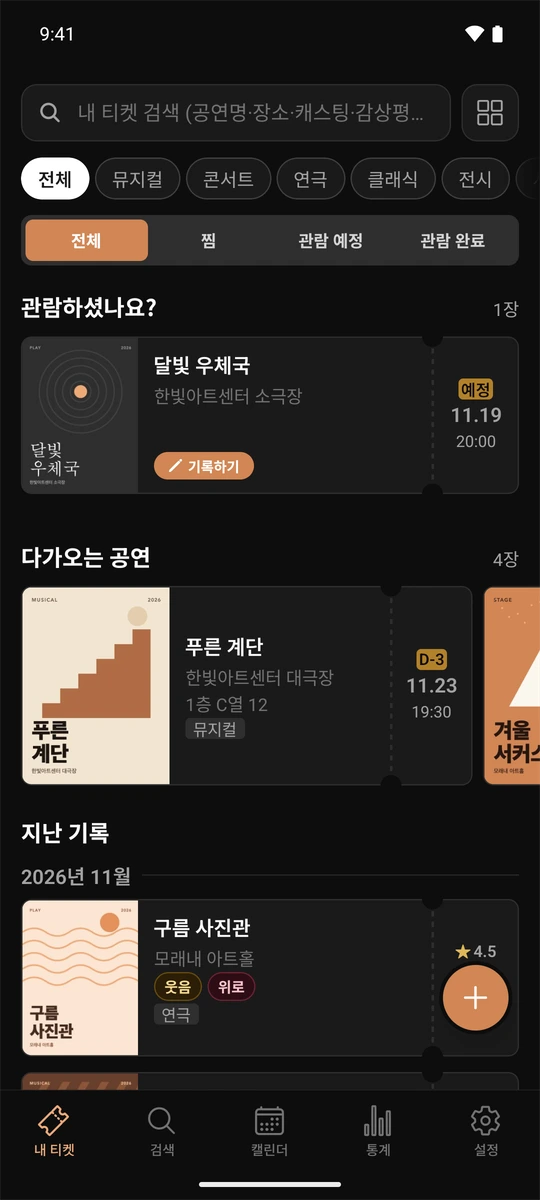 9:41
내 티켓 검색 (공연명·장소·캐스팅·감상평...
전체
뮤지컬
콘서트
연극
클래식
전시
전체
찜
관람 예정
관람 완료
관람하셨나요?
1장
PLAY
2026
달빛
우체국
한빛아트센터 소극장
달빛 우체국
한빛아트센터 소극장
기록하기
예정
11.19
20:00
다가오는 공연
4장
MUSICAL
2026
푸른
계단
한빛아트센터 대극장
푸른 계단
한빛아트센터 대극장
1층 C열 12
뮤지컬
D-3
11.23
19:30
STAGE
겨울
서커스
모래내 아트홀
지난 기록
2026년 11월
PLAY
2026
구름
사진관
모래내 아트홀
구름 사진관
모래내 아트홀
웃음
위로
연극
4.5
MUSICAL
2026
내 티켓
검색
캘린더
통계
설정